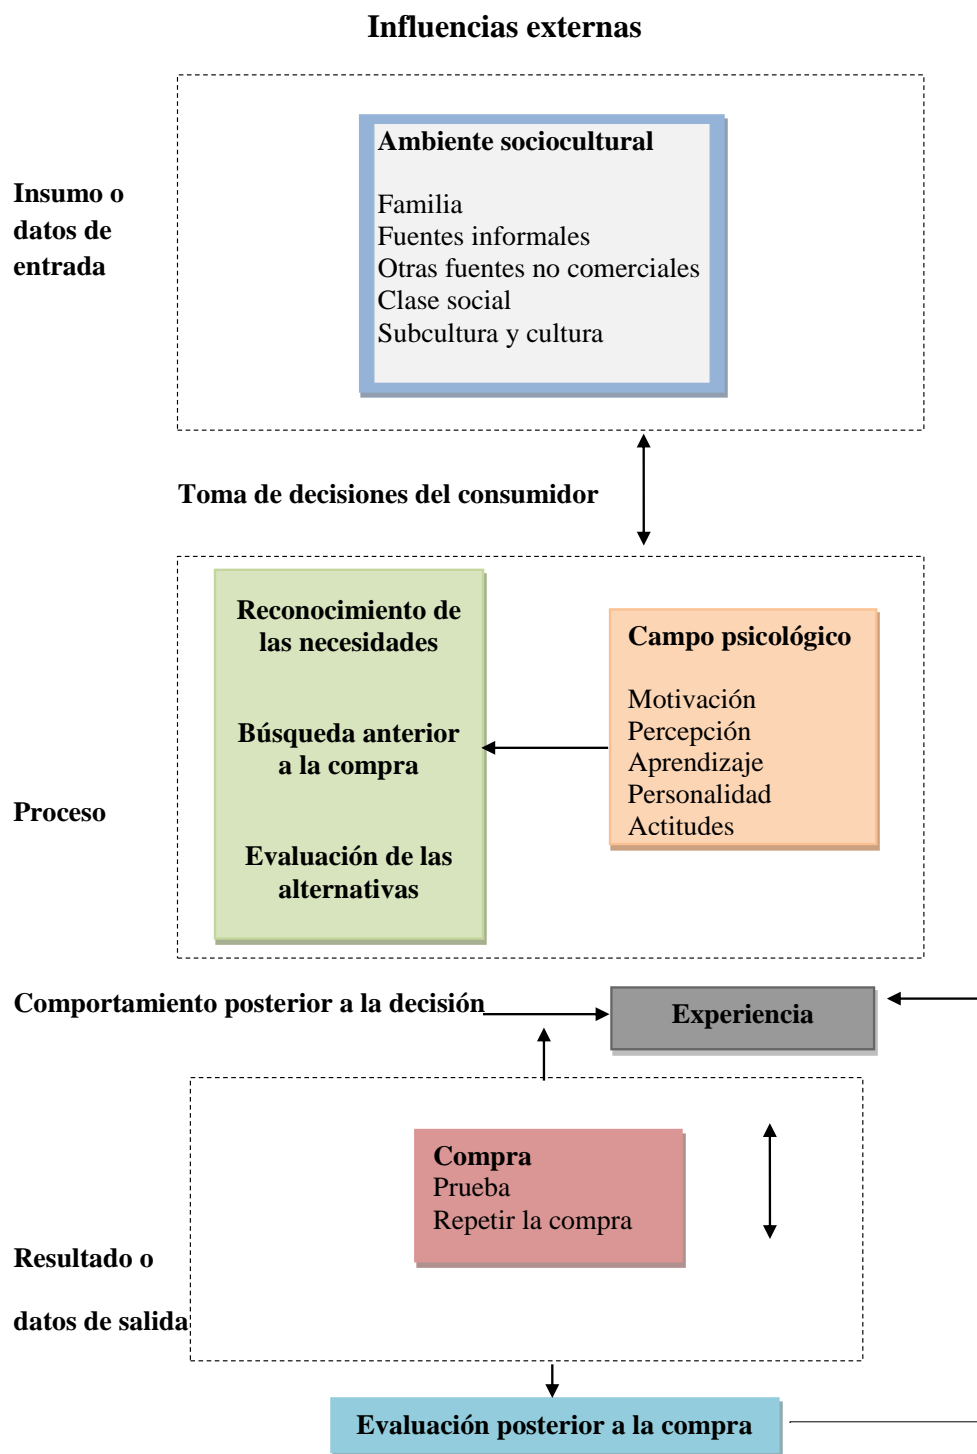 Influencias externas
Insumo o
datos de
entrada
Ambiente sociocultural
Familia
Fuentes informales
Otras fuentes no comerciales
Clase social
Subcultura y cultura
Toma de decisiones del consumidor
Proceso
Reconocimiento de
las necesidades
Búsqueda anterior
a la compra
Evaluación de las
alternativas
Campo psicológico
Motivación
Percepción
Aprendizaje
Personalidad
Actitudes
Comportamiento posterior a la decisión
Experiencia
Compra
Prueba
Repetir la compra
Resultado o
datos de salida
Evaluación posterior a la compra